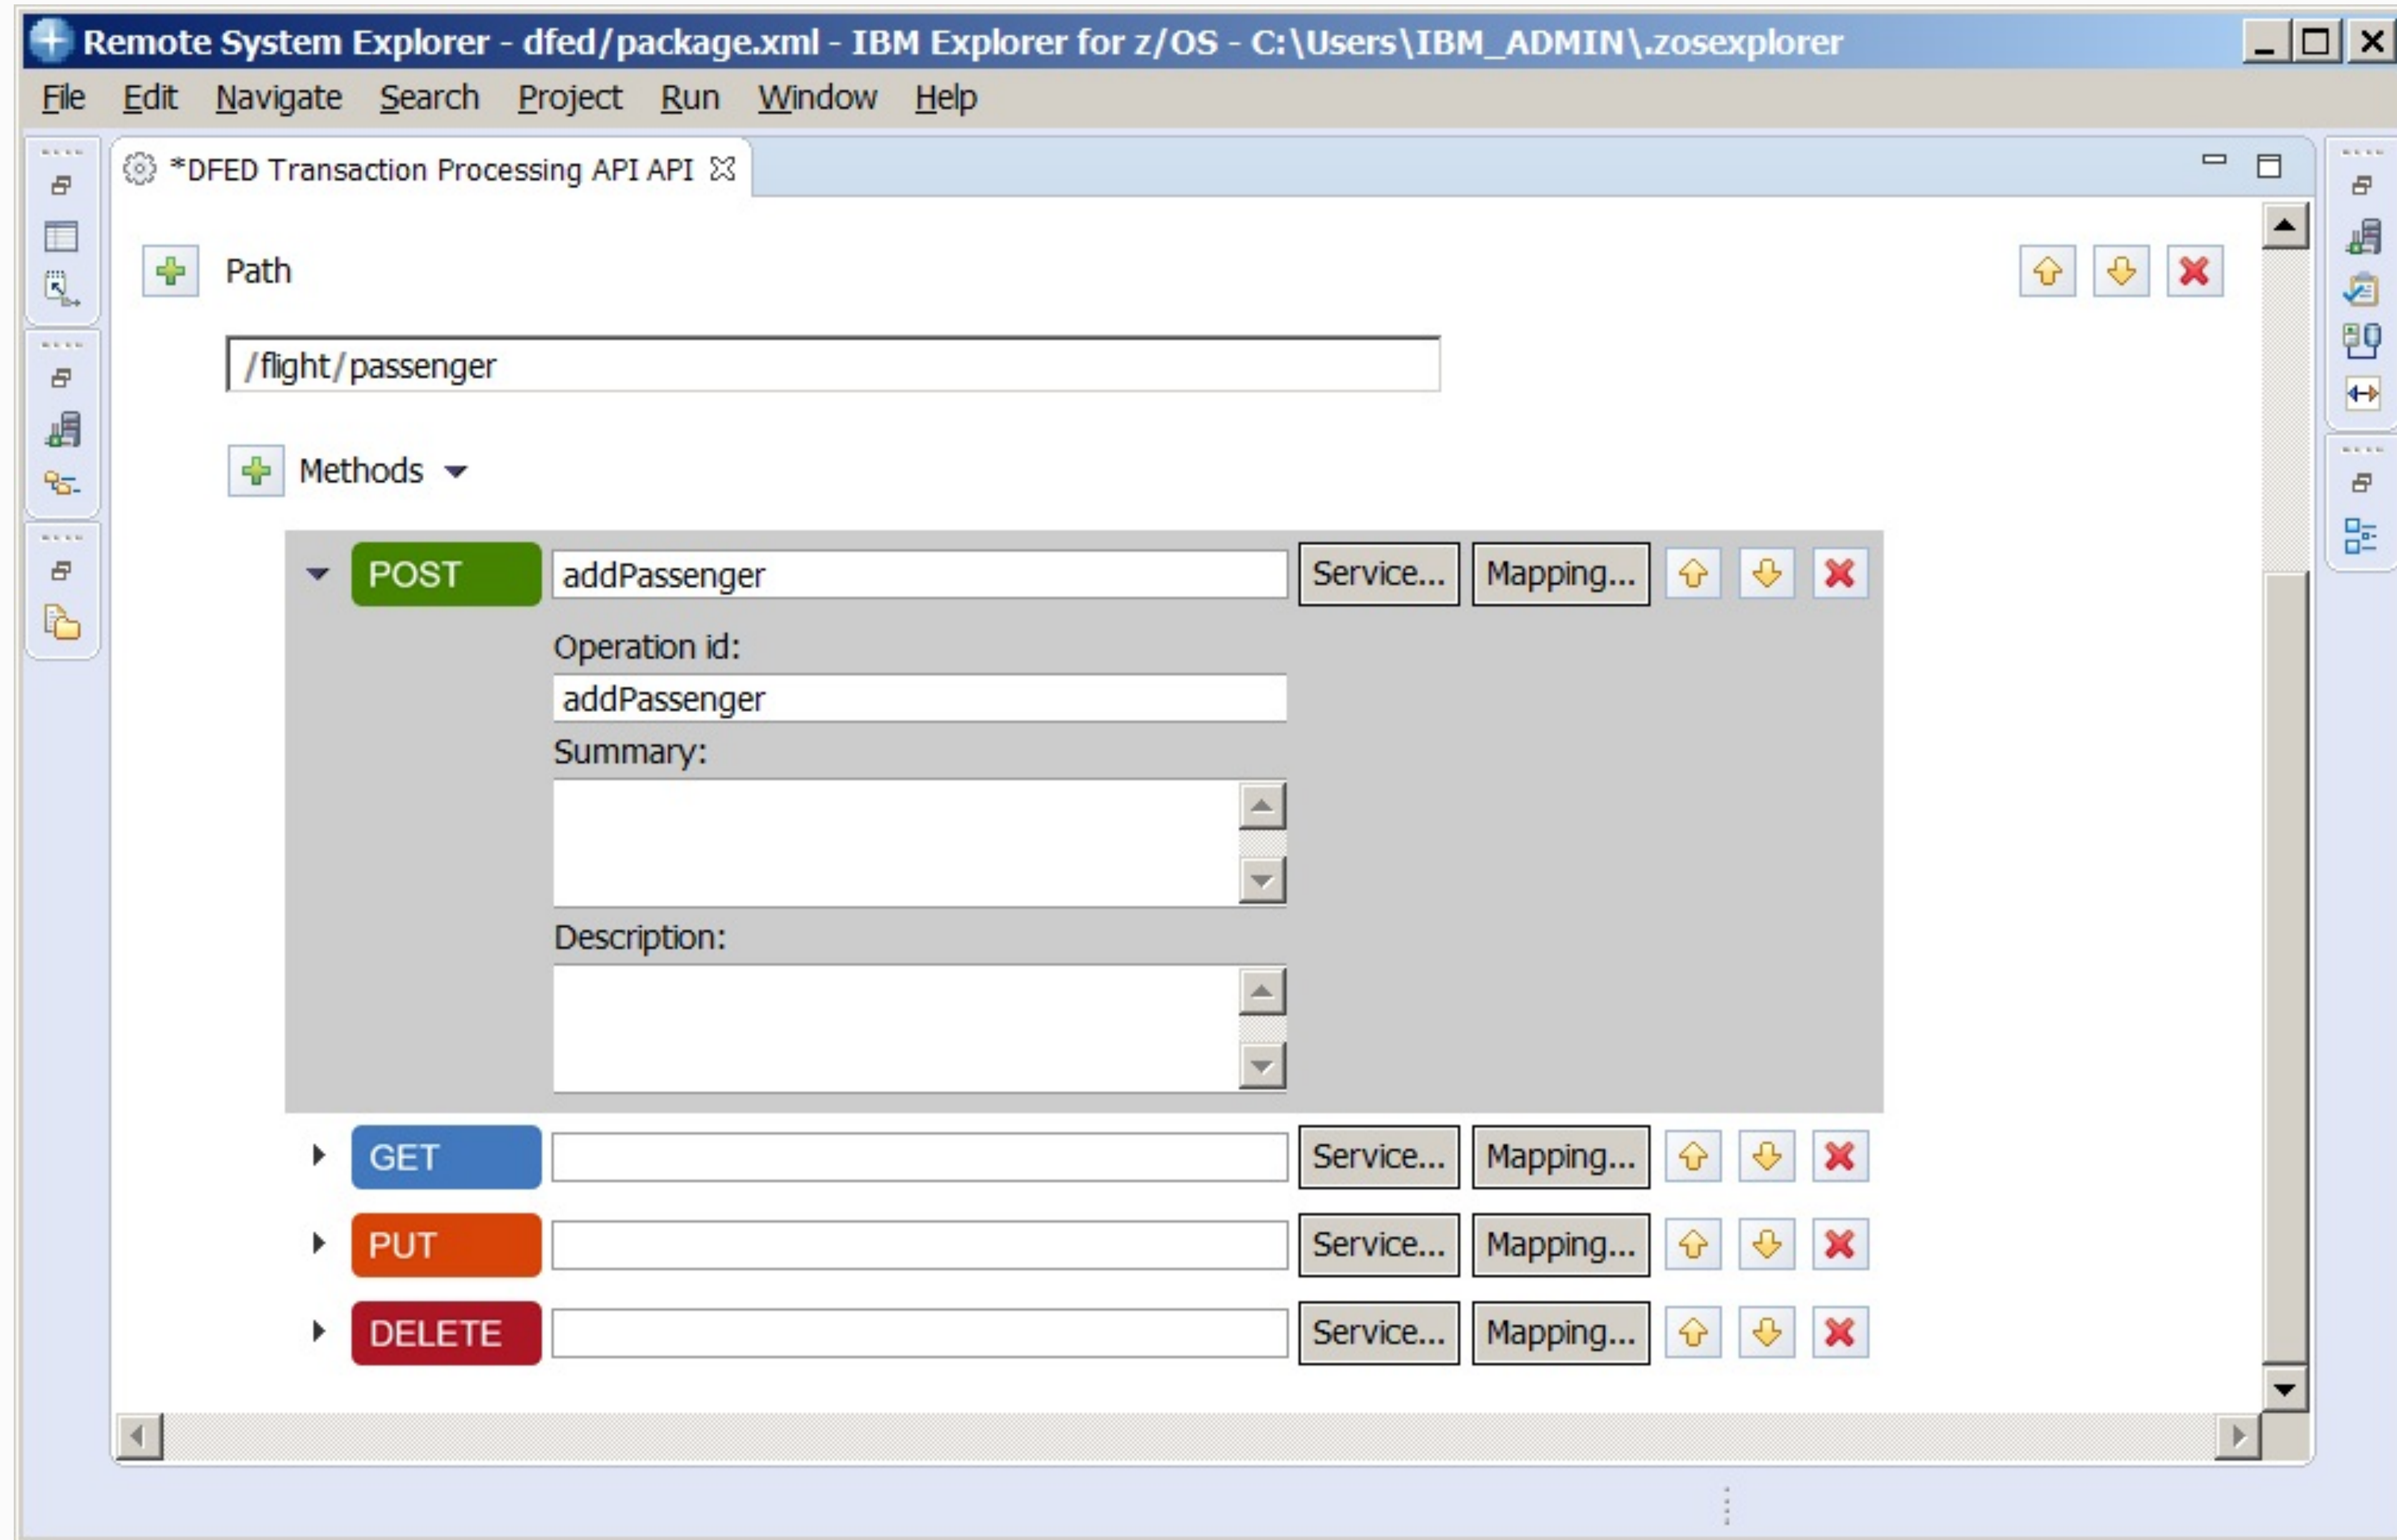 Remote System Explorer - dfed/package.xml - IBM Explorer for z/OS - C:\Users\IBM_ADMIN\.zosexplorer
File Edit Navigate Search Project Run Window Help
*DFED Transaction Processing API API
Path
/flight/passenger
Methods
POST addPassenger Service... Mapping...
Operation id:
addPassenger
Summary:
Description:
GET Service... Mapping...
PUT Service... Mapping...
DELETE Service... Mapping...